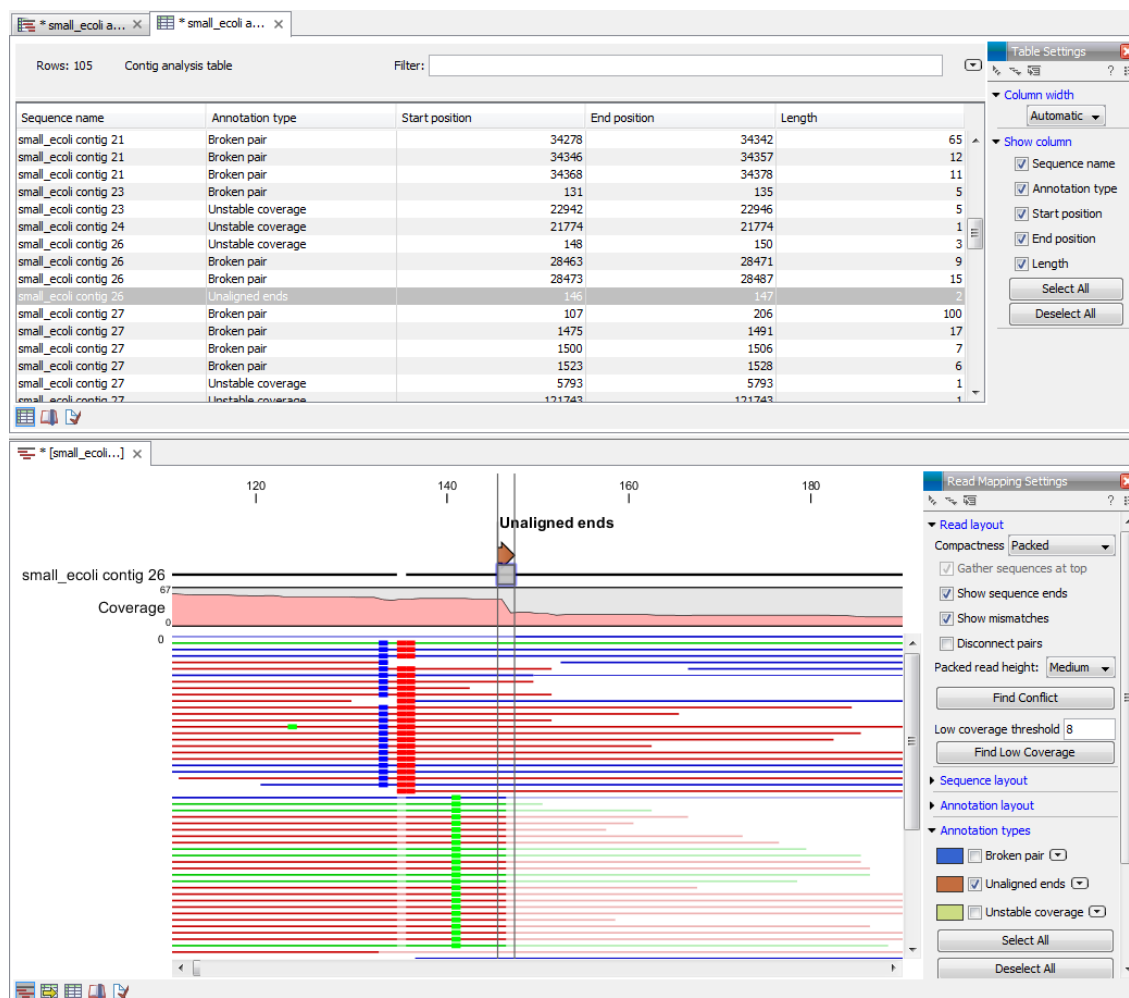 * small_ecoli a... * small_ecoli a...
Rows: 105 Contig analysis table Filter:
Sequence name Annotation type Start position End position Length
small_ecoli contig 21 Broken pair 34278 34342 65
small_ecoli contig 21 Broken pair 34346 34357 12
small_ecoli contig 21 Broken pair 34368 34378 11
small_ecoli contig 23 Broken pair 131 135 5
small_ecoli contig 23 Unstable coverage 22942 22946 5
small_ecoli contig 24 Unstable coverage 21774 21774 1
small_ecoli contig 26 Unstable coverage 148 150 3
small_ecoli contig 26 Broken pair 28463 28471 9
small_ecoli contig 26 Broken pair 28473 28487 15
small_ecoli contig 26 Unaligned ends 146 147 2
small_ecoli contig 27 Broken pair 107 206 100
small_ecoli contig 27 Broken pair 1475 1491 17
small_ecoli contig 27 Broken pair 1500 1506 7
small_ecoli contig 27 Broken pair 1523 1528 6
small_ecoli contig 27 Unstable coverage 5793 5793 1
small_ecoli contig 27 Unstable coverage 121743 121743 1
Table Settings
?
Column width
Automatic
Show column
Sequence name
Annotation type
Start position
End position
Length
Select All
Deselect All
* [small_ecoli...]
120 140 160 180
Unaligned ends
small_ecoli contig 26
67
Coverage
0
0
Read Mapping Settings
?
Read layout
Compactness Packed
Gather sequences at top
Show sequence ends
Show mismatches
Disconnect pairs
Packed read height: Medium
Find Conflict
Low coverage threshold 8
Find Low Coverage
Sequence layout
Annotation layout
Annotation types
Broken pair
Unaligned ends
Unstable coverage
Select All
Deselect All